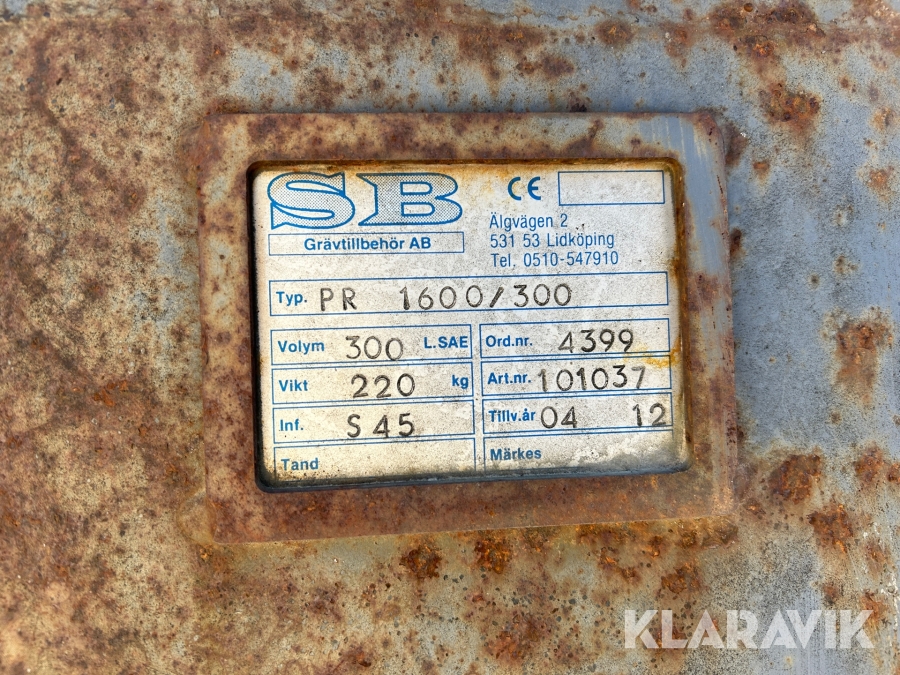 SB
Grävtillbehör AB
CE
Älgvägen 2
531 53 Lidköping
Tel. 0510-547910
Typ. PR 1600/300
Volym 300 L.SAE
Ord.nr. 4399
Vikt 220 kg
Art.nr. 101037
Inf. S 45
Tillv.år 04 12
Tand
Märkes
KLARAVIK